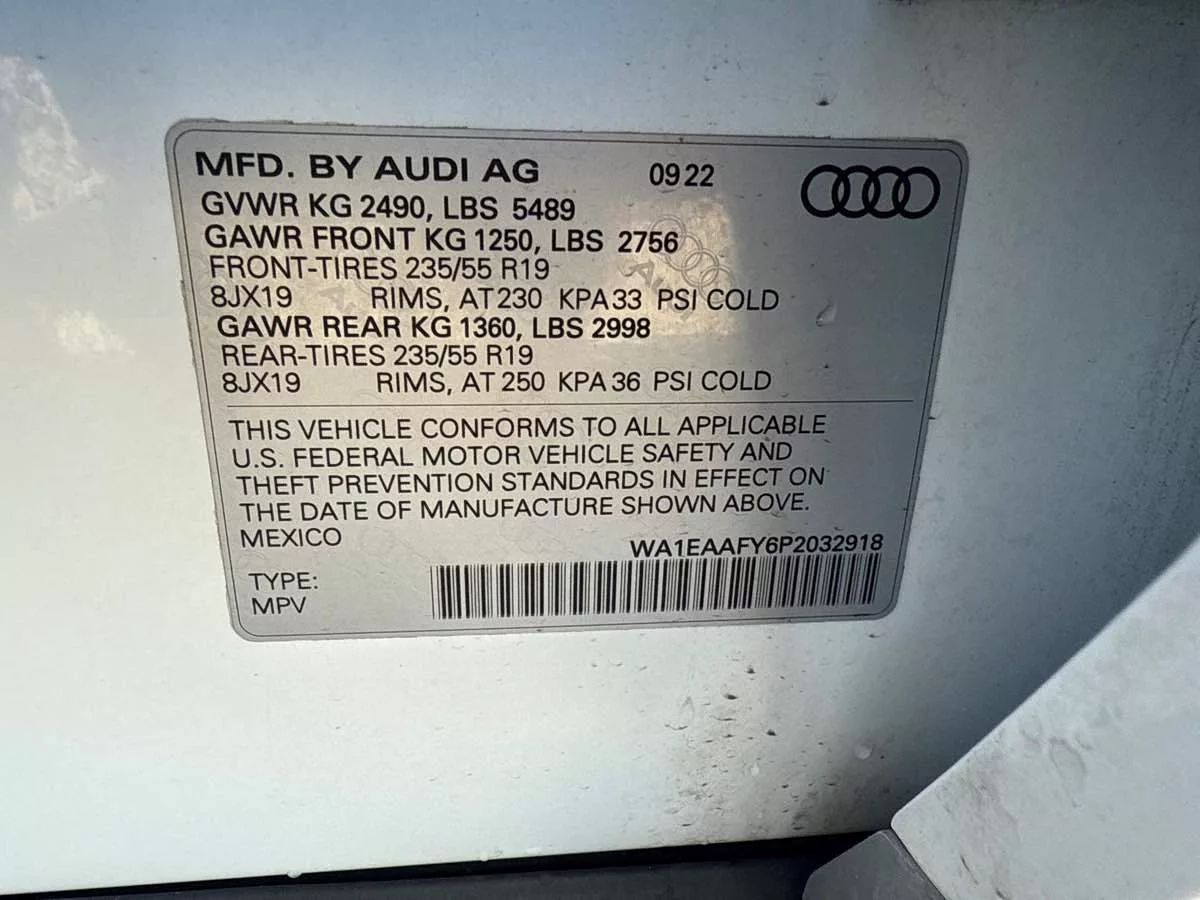 MFD. BY AUDI AG 09 22
GVWR KG 2490, LBS 5489
GAWR FRONT KG 1250, LBS 2756
FRONT-TIRES 235/55 R19
8JX19 RIMS, AT 230 KPA 33 PSI COLD
GAWR REAR KG 1360, LBS 2998
REAR-TIRES 235/55 R19
8JX19 RIMS, AT 250 KPA 36 PSI COLD
THIS VEHICLE CONFORMS TO ALL APPLICABLE
U.S. FEDERAL MOTOR VEHICLE SAFETY AND
THEFT PREVENTION STANDARDS IN EFFECT ON
THE DATE OF MANUFACTURE SHOWN ABOVE.
MEXICO
WA1EAAFY6P2032918
TYPE:
MPV